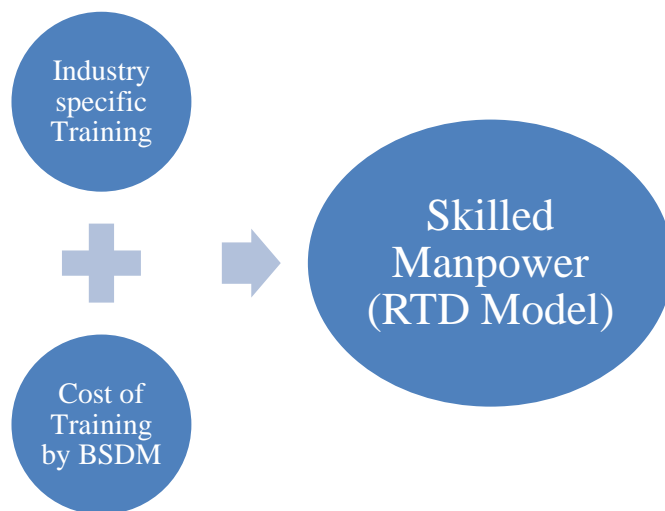 Industry
specific
Training
Cost of
Training
by BSDM
Skilled
Manpower
(RTD Model)